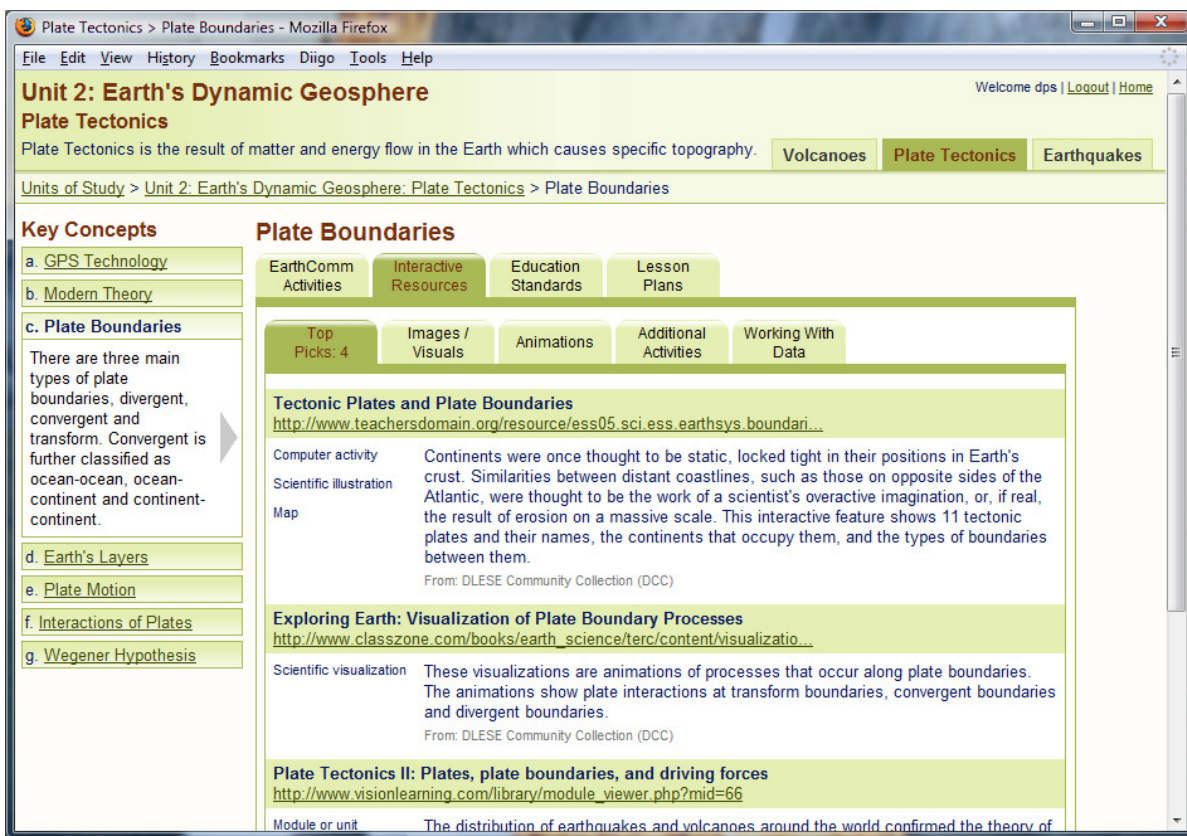 Plate Tectonics > Plate Boundaries - Mozilla Firefox
File Edit View History Bookmarks Diigo Tools Help
Unit 2: Earth's Dynamic Geosphere
Welcome dps | Logout | Home
Plate Tectonics
Plate Tectonics is the result of matter and energy flow in the Earth which causes specific topography.
Volcanoes
Plate Tectonics
Earthquakes
Units of Study > Unit 2: Earth's Dynamic Geosphere: Plate Tectonics > Plate Boundaries
Key Concepts
a. GPS Technology
b. Modern Theory
c. Plate Boundaries
There are three main
types of plate
boundaries, divergent,
convergent and
transform. Convergent is
further classified as
ocean-ocean, ocean-
continent and continent-
continent.
d. Earth's Layers
e. Plate Motion
f. Interactions of Plates
g. Wegener Hypothesis
Plate Boundaries
EarthComm
Activities
Interactive
Resources
Education
Standards
Lesson
Plans
Top
Picks: 4
Images /
Visuals
Animations
Additional
Activities
Working With
Data
Tectonic Plates and Plate Boundaries
http://www.teachersdomain.org/resource/ess05.sci.ess.earthsys.boundari...
Computer activity
Scientific illustration
Map
Continents were once thought to be static, locked tight in their positions in Earth's
crust. Similarities between distant coastlines, such as those on opposite sides of the
Atlantic, were thought to be the work of a scientist's overactive imagination, or, if real,
the result of erosion on a massive scale. This interactive feature shows 11 tectonic
plates and their names, the continents that occupy them, and the types of boundaries
between them.
From: DLESE Community Collection (DCC)
Exploring Earth: Visualization of Plate Boundary Processes
http://www.classzone.com/books/earth_science/terc/content/visualizatio...
Scientific visualization
These visualizations are animations of processes that occur along plate boundaries.
The animations show plate interactions at transform boundaries, convergent boundaries
and divergent boundaries.
From: DLESE Community Collection (DCC)
Plate Tectonics II: Plates, plate boundaries, and driving forces
http://www.visionlearning.com/library/module_viewer.php?mid=66
Module or unit
The distribution of earthquakes and volcanoes around the world confirmed the theory of